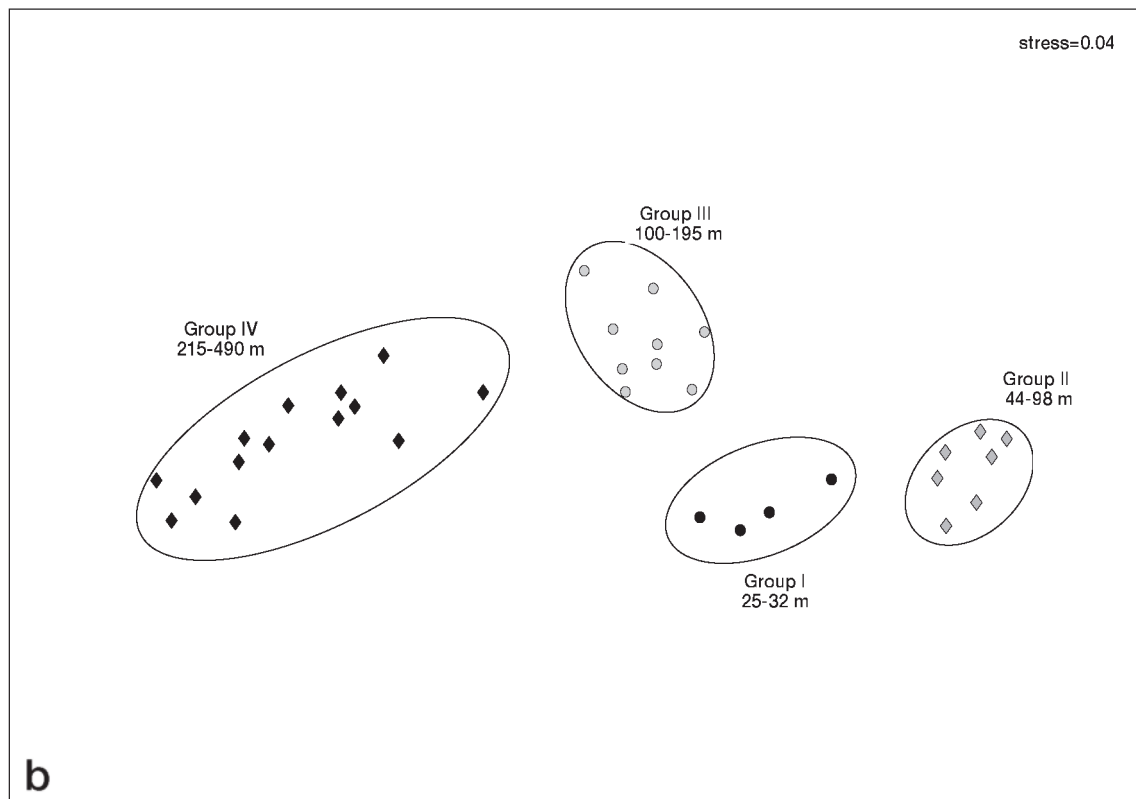 stress=0.04
Group III
100-195 m
Group IV
215-490 m
Group II
44-98 m
Group I
25-32 m
b